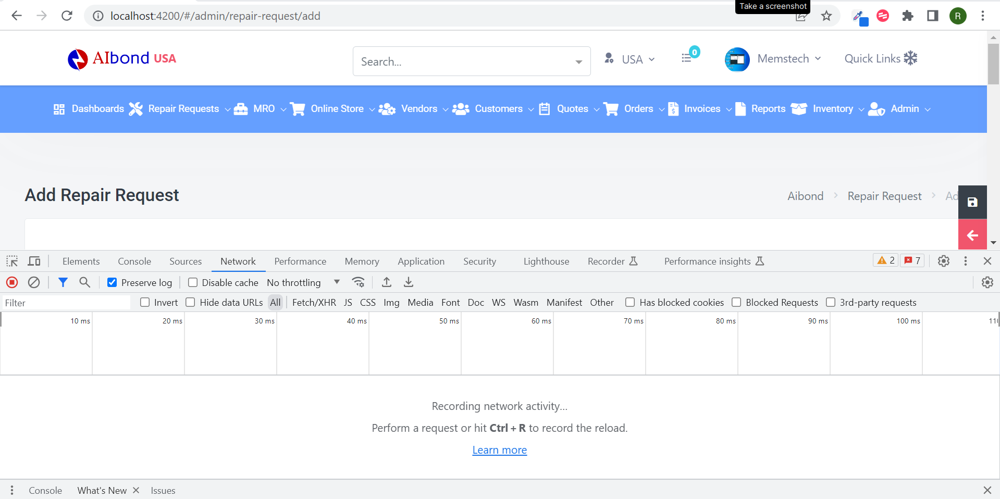 Take a screenshot
localhost:4200/#/admin/repair-request/add
R
AIbond USA
Search...
USA
0
Memstech
Quick Links
Dashboards Repair Requests MRO Online Store Vendors Customers Quotes Orders Invoices Reports Inventory Admin
Add Repair Request
Aibond Repair Request Ad
Elements Console Sources Network Performance Memory Application Security Lighthouse Recorder Performance insights 2 7
Preserve log Disable cache No throttling
Filter Invert Hide data URLs All Fetch/XHR JS CSS Img Media Font Doc WS Wasm Manifest Other Has blocked cookies Blocked Requests 3rd-party requests
10 ms 20 ms 30 ms 40 ms 50 ms 60 ms 70 ms 80 ms 90 ms 100 ms
Recording network activity...
Perform a request or hit Ctrl + R to record the reload.
Learn more
Console What's New Issues